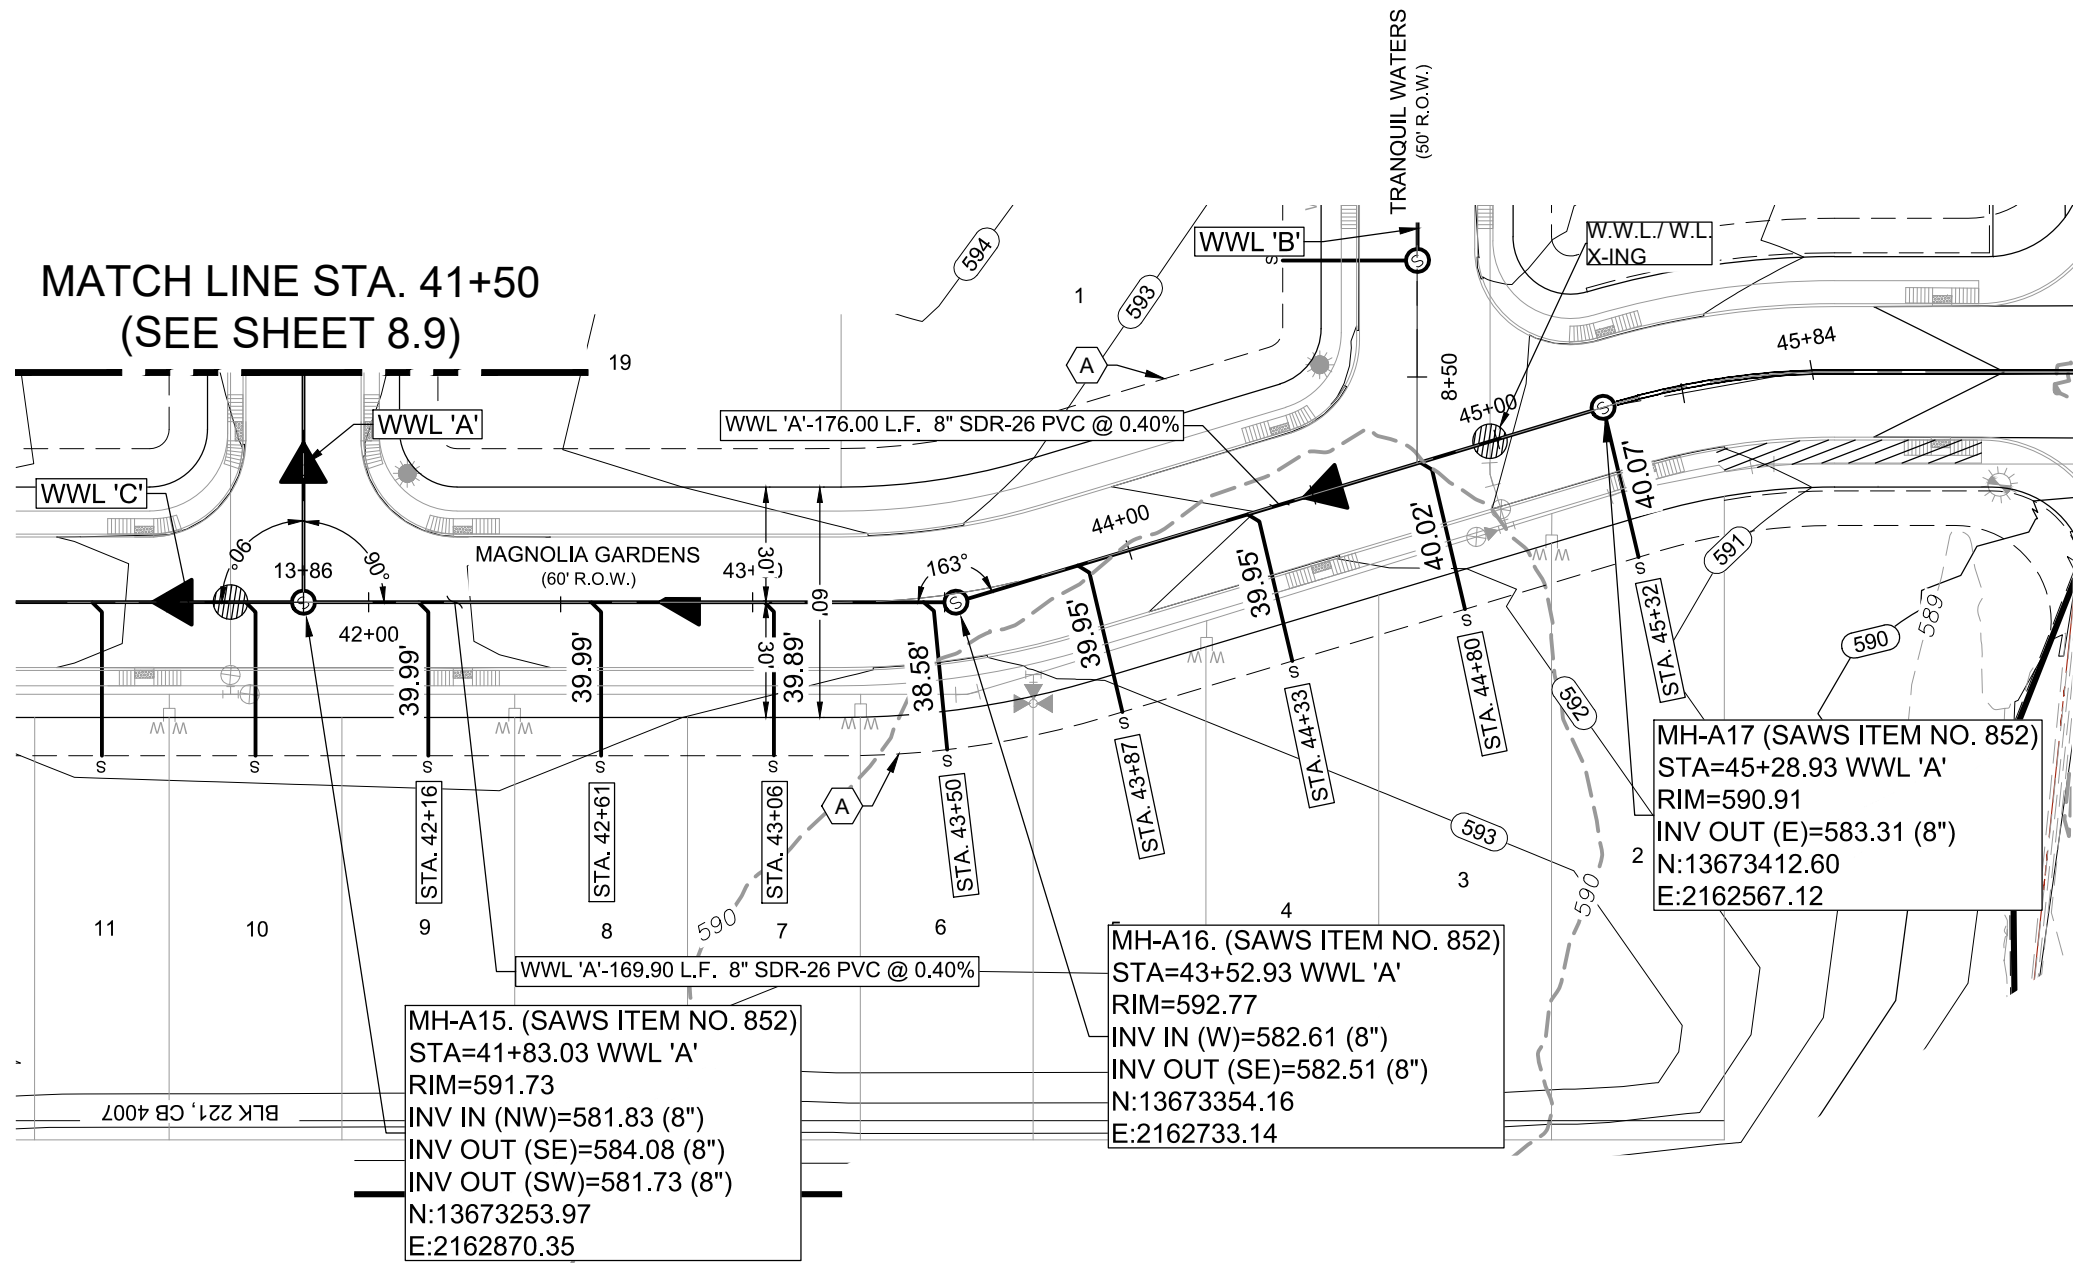 TRANQUIL WATERS
(50' R.O.W.)
WWL 'B'
S
S
W.W.L./ W.L.
X-ING
594
593
1
A
MATCH LINE STA. 41+50
(SEE SHEET 8.9)
19
8+50
45+84
WWL 'A'
WWL 'A'-176.00 L.F. 8" SDR-26 PVC @ 0.40%
45+00
S
WWL 'C'
40.07'
40.02'
44+00
MAGNOLIA GARDENS
(60' R.O.W.)
90°
90°
13+86
S
42+00
30'
60'
30'
163°
S
39.99'
39.99'
39.89'
38.58'
39.95'
39.95'
591
590
589
592
593
590
590
S
S
S
S
S
S
S
S
S
S
STA. 42+16
STA. 42+61
STA. 43+06
STA. 43+50
STA. 43+87
STA. 44+33
STA. 44+80
STA. 45+32
A
11
10
9
8
7
6
4
3
2
MH-A17 (SAWS ITEM NO. 852)
STA=45+28.93 WWL 'A'
RIM=590.91
INV OUT (E)=583.31 (8")
N:13673412.60
E:2162567.12
WWL 'A'-169.90 L.F. 8" SDR-26 PVC @ 0.40%
MH-A16. (SAWS ITEM NO. 852)
STA=43+52.93 WWL 'A'
RIM=592.77
INV IN (W)=582.61 (8")
INV OUT (SE)=582.51 (8")
N:13673354.16
E:2162733.14
MH-A15. (SAWS ITEM NO. 852)
STA=41+83.03 WWL 'A'
RIM=591.73
INV IN (NW)=581.83 (8")
INV OUT (SE)=584.08 (8")
INV OUT (SW)=581.73 (8")
N:13673253.97
E:2162870.35
BLK 221, CB 4007